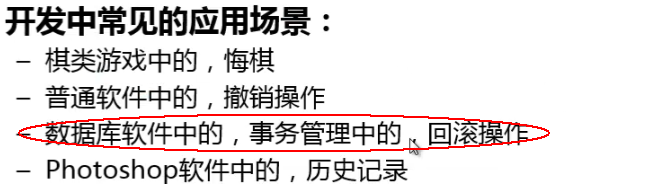 开发中常见的应用场景：
– 棋类游戏中的，悔棋
– 普通软件中的，撤销操作
– 数据库软件中的，事务管理中的，回滚操作
– Photoshop软件中的，历史记录